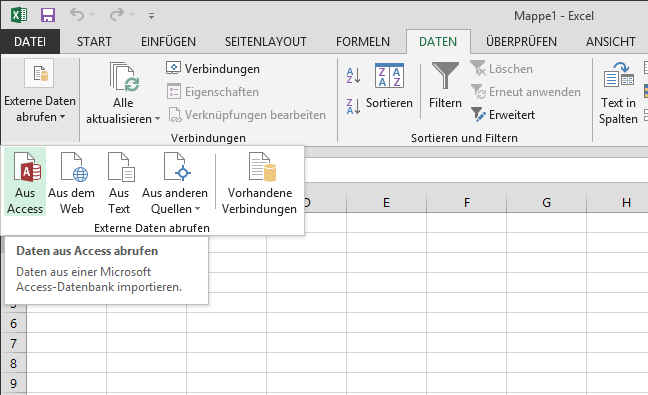 Mappe1 - Excel
DATEI START EINFÜGEN SEITENLAYOUT FORMELN DATEN ÜBERPRÜFEN ANSICHT
Externe Daten
abrufen
Alle
aktualisieren
Verbindungen
Eigenschaften
Verknüpfungen bearbeiten
Verbindungen
Sortieren
Filtern
Löschen
Erneut anwenden
Erweitert
Sortieren und Filtern
Text in
Spalten
Aus
Access
Aus dem
Web
Aus
Text
Aus anderen
Quellen
Vorhandene
Verbindungen
Externe Daten abrufen
E F G H
Daten aus Access abrufen
Daten aus einer Microsoft
Access-Datenbank importieren.
6
7
8
9